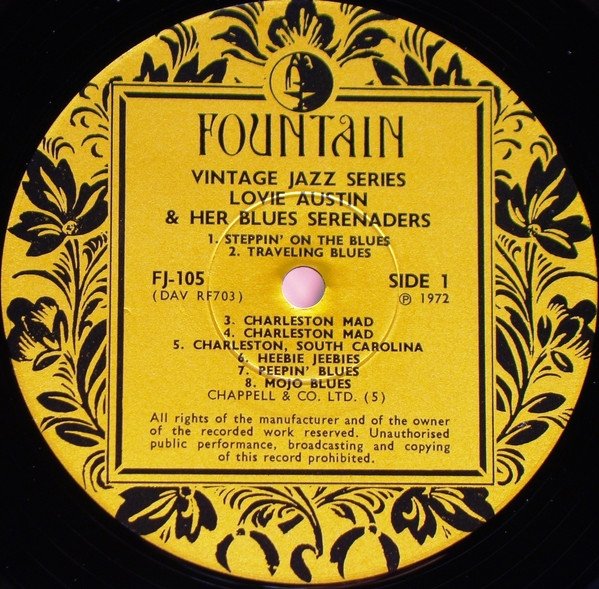 FOUNTAIN
VINTAGE JAZZ SERIES
LOVIE AUSTIN
& HER BLUES SERENADERS
1. STEPPIN' ON THE BLUES
2. TRAVELING BLUES
FJ-105
(DAV RF703)
SIDE 1
℗ 1972
3. CHARLESTON MAD
4. CHARLESTON MAD
5. CHARLESTON, SOUTH CAROLINA
6. HEEBIE JEEBIES
7. PEEPIN' BLUES
8. MOJO BLUES
CHAPPELL & CO. LTD. (5)
All rights of the manufacturer and of the owner
of the recorded work reserved. Unauthorised
public performance, broadcasting and copying
of this record prohibited.